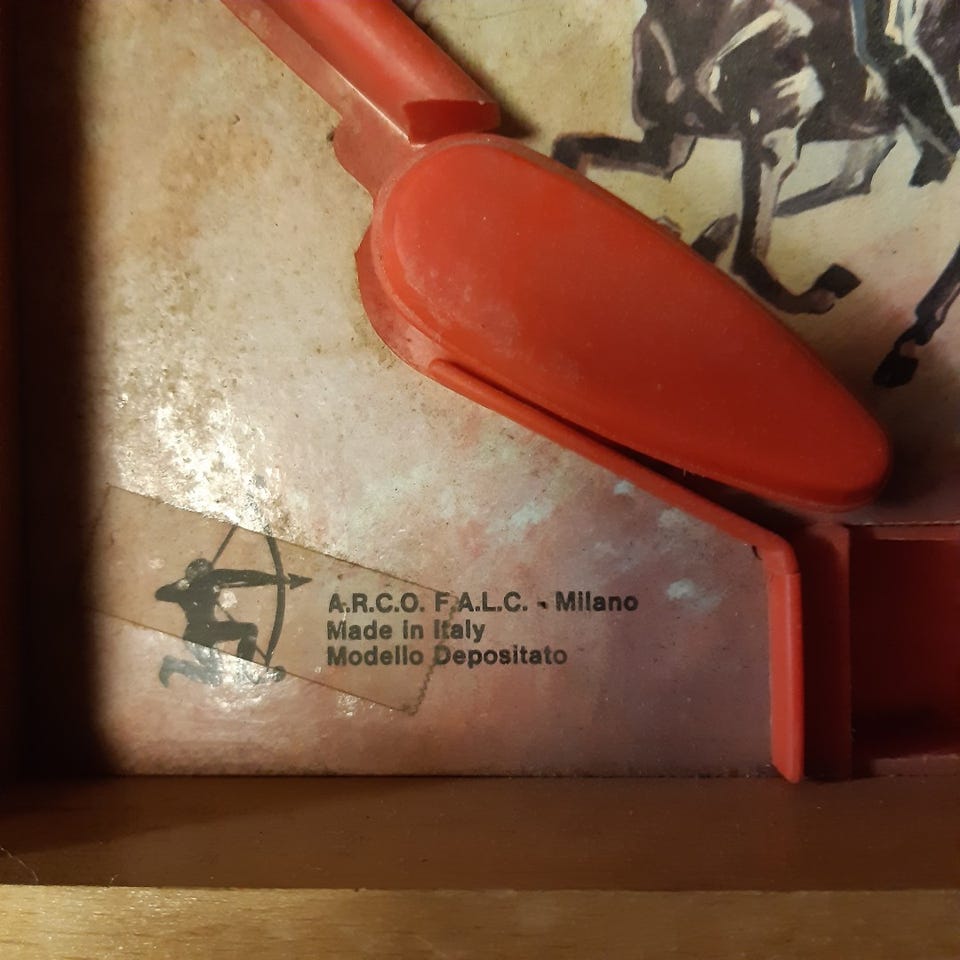 A.R.C.O. F.A.L.C. - Milano
Made in Italy
Modello Depositato